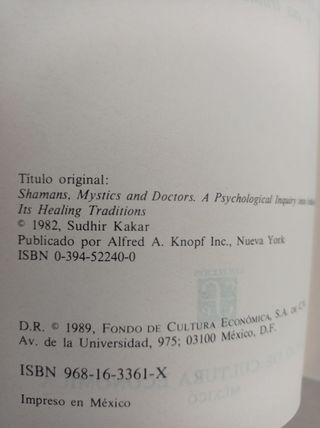 Título original:
Shamans, Mystics and Doctors. A Psychological Inquiry into
Its Healing Traditions
© 1982, Sudhir Kakar
Publicado por Alfred A. Knopf Inc., Nueva York
ISBN 0-394-52240-0
D.R. © 1989, FONDO DE CULTURA ECONÓMICA, S.A. DE C.V.
Av. de la Universidad, 975; 03100 México, D.F.
ISBN 968-16-3361-X
Impreso en México